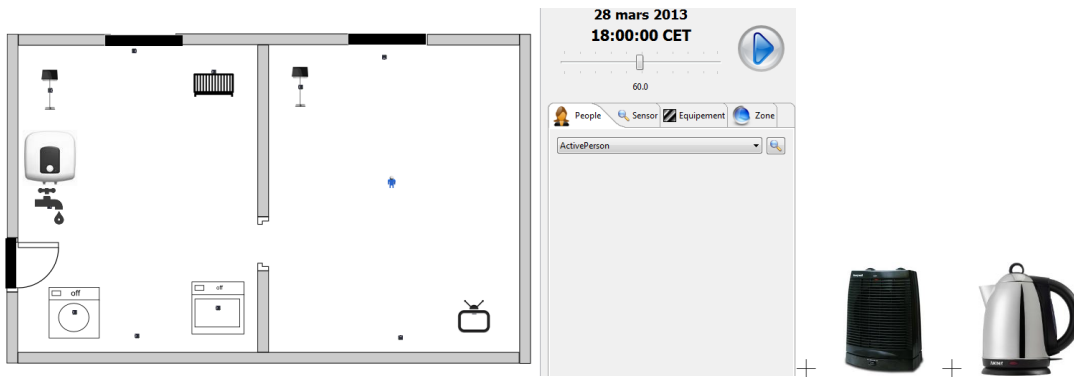 28 mars 2013
18:00:00 CET
60.0
People
Sensor
Equipement
Zone
ActivePerson
off
off